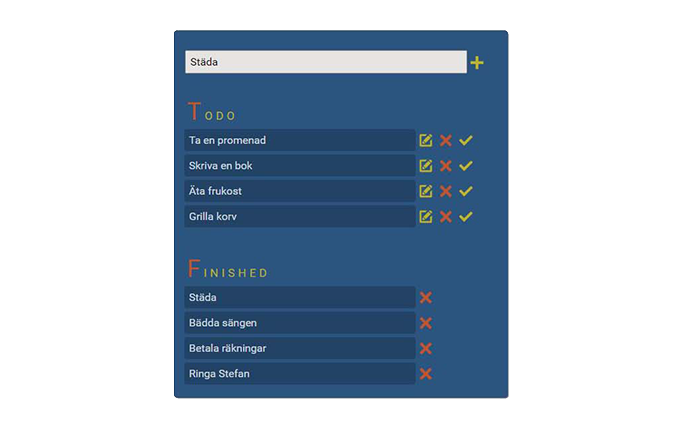 Städa
TODO
Ta en promenad
Skriva en bok
Äta frukost
Grilla korv
FINISHED
Städa
Bädda sängen
Betala räkningar
Ringa Stefan